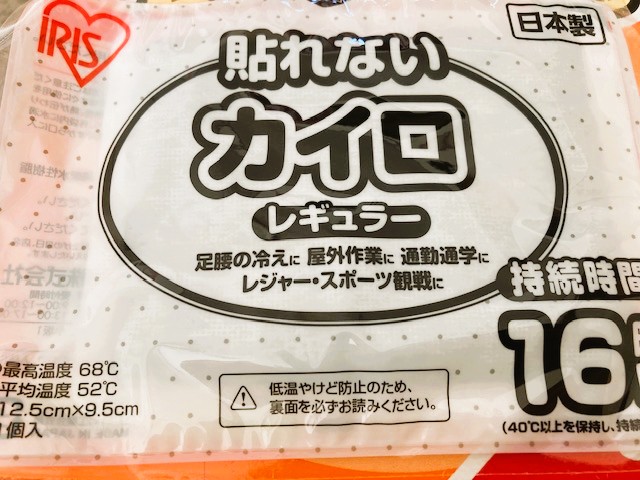 IRIS
日本製
貼れない
カイロ
レギュラー
足腰の冷えに 屋外作業に 通勤通学に
レジャー・スポーツ観戦に
持続時間
16
の最高温度 68℃
平均温度 52℃
12.5cm×9.5cm
個入
低温やけど防止のため、
裏面を必ずお読みください。
(40℃以上を保持し、持続